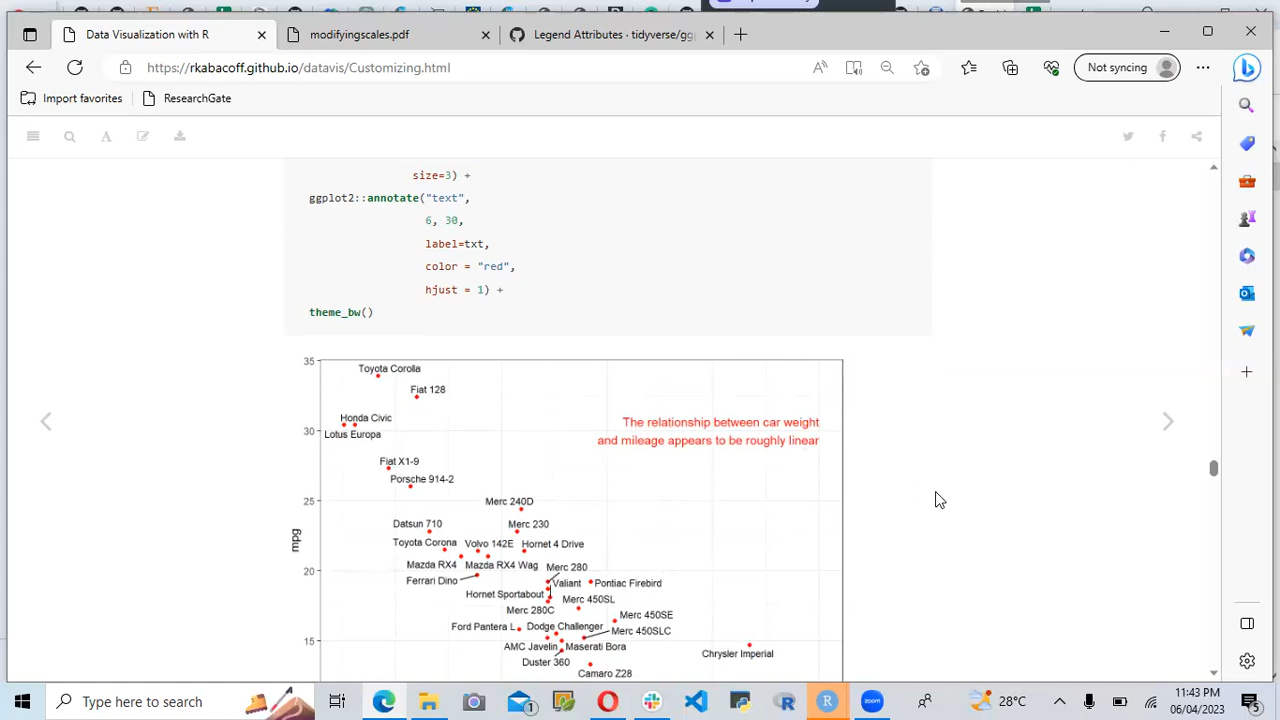 Data Visualization with R
modifyingscales.pdf
Legend Attributes · tidyverse/ggp
https://rkabacoff.github.io/datavis/Customizing.html
Not syncing
Import favorites
ResearchGate
size=3) +
ggplot2::annotate("text",
6, 30,
label=txt,
color = "red",
hjust = 1) +
theme_bw()
35
Toyota Corolla
Fiat 128
The relationship between car weight
and mileage appears to be roughly linear
Honda Civic
30
Lotus Europa
Fiat X1-9
Porsche 914-2
25
Merc 240D
Datsun 710
Merc 230
mpg
Toyota Corona
Volvo 142E
Hornet 4 Drive
Mazda RX4
Mazda RX4 Wag
Merc 280
20
Ferrari Dino
Valiant
Pontiac Firebird
Hornet Sportabout
Merc 450SL
Merc 280C
Merc 450SE
Ford Pantera L
Dodge Challenger
Merc 450SLC
15
AMC Javelin
Maserati Bora
Chrysler Imperial
Duster 360
Camaro Z28
Type here to search
1
28°C
11:43 PM
06/04/2023
zoom